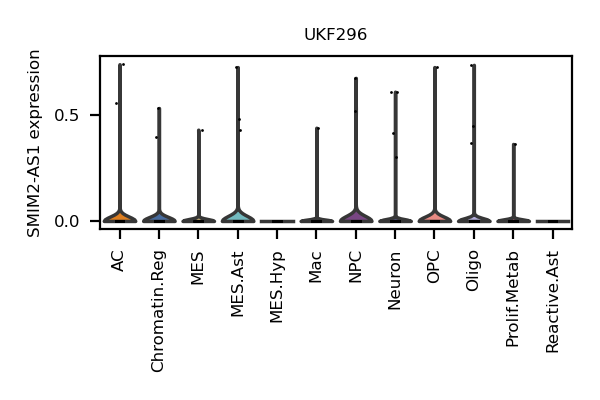 UKF296
SMIM2-AS1 expression
0.5
0.0
AC
Chromatin.Reg
MES
MES.Ast
MES.Hyp
Mac
NPC
Neuron
OPC
Oligo
Prolif.Metab
Reactive.Ast